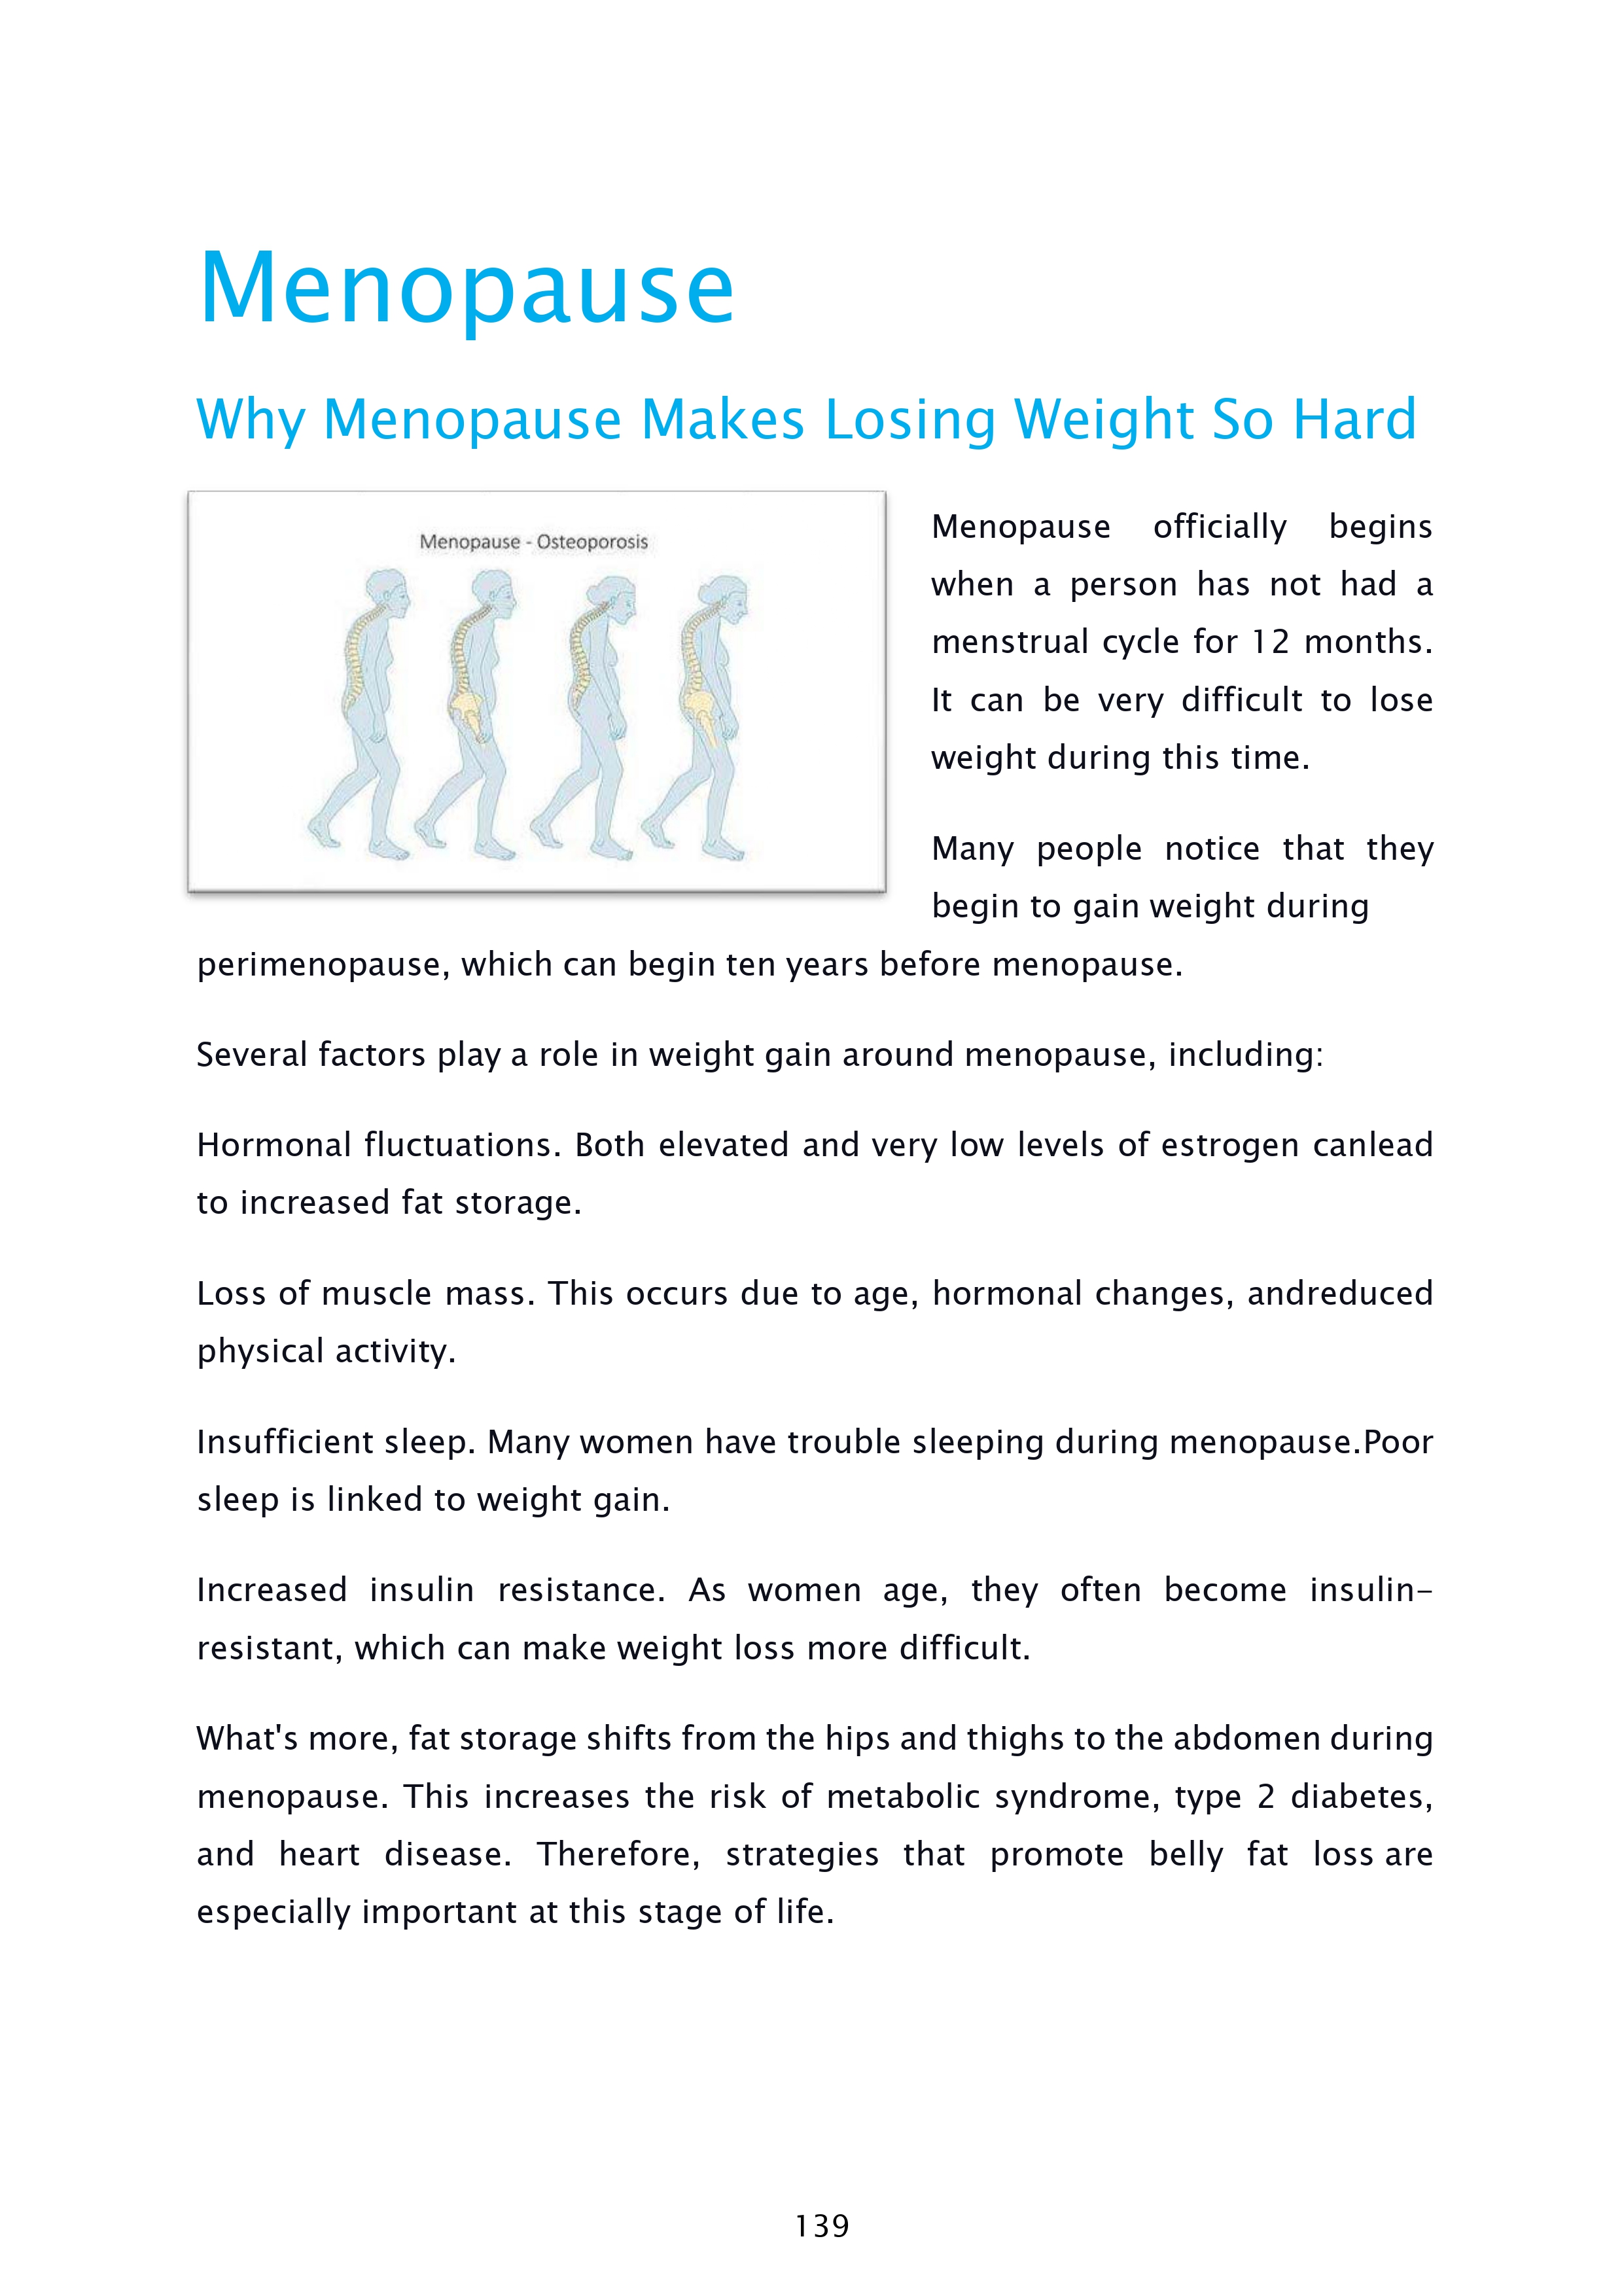 Menopause
Why Menopause Makes Losing Weight So Hard
Menopause - Osteoporosis
Menopause officially begins
when a person has not had a
menstrual cycle for 12 months.
It can be very difficult to lose
weight during this time.
Many people notice that they
begin to gain weight during
perimenopause, which can begin ten years before menopause.
Several factors play a role in weight gain around menopause, including:
Hormonal fluctuations. Both elevated and very low levels of estrogen canlead
to increased fat storage.
Loss of muscle mass. This occurs due to age, hormonal changes, andreduced
physical activity.
Insufficient sleep. Many women have trouble sleeping during menopause.Poor
sleep is linked to weight gain.
Increased insulin resistance. As women age, they often become insulin-
resistant, which can make weight loss more difficult.
What's more, fat storage shifts from the hips and thighs to the abdomen during
menopause. This increases the risk of metabolic syndrome, type 2 diabetes,
and heart disease. Therefore, strategies that promote belly fat loss are
especially important at this stage of life.
139